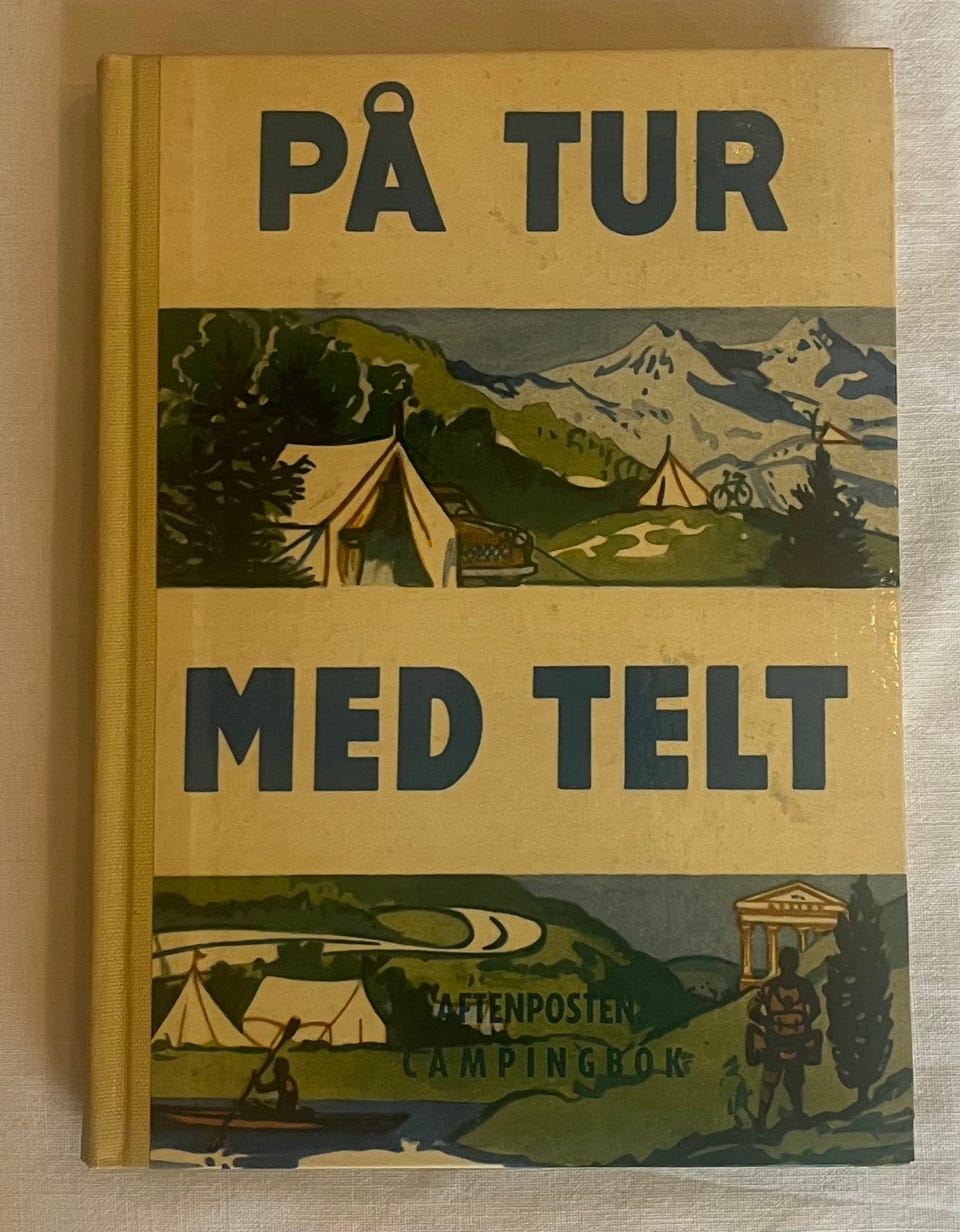 PÅ TUR
MED TELT
AFTENPOSTEN
CAMPINGBOK